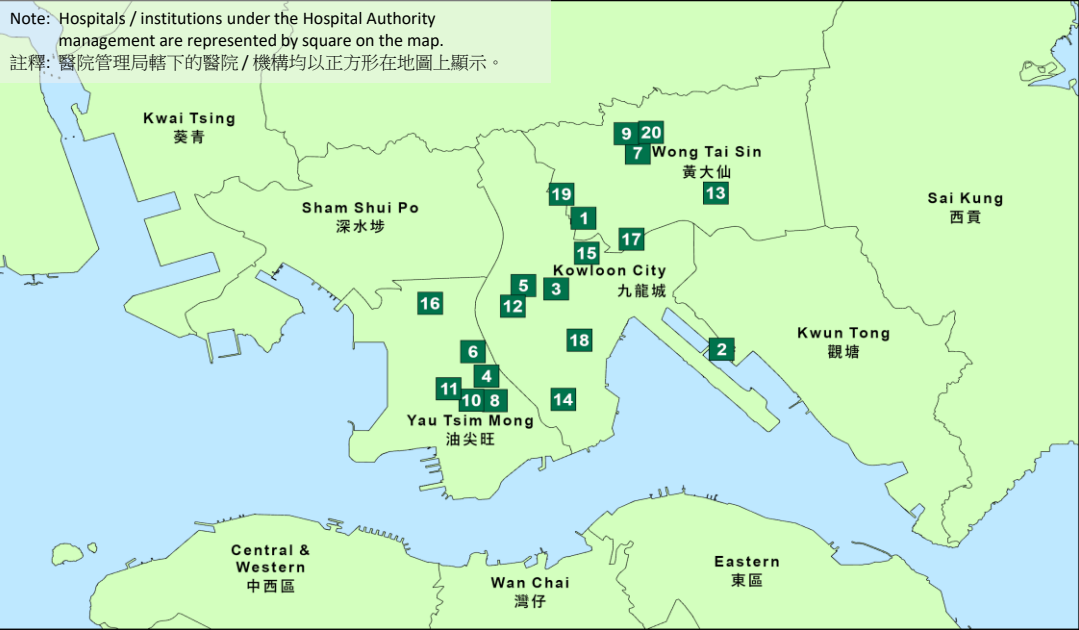 Note: Hospitals / institutions under the Hospital Authority
management are represented by square on the map.
註釋: 醫院管理局轄下的醫院 / 機構均以正方形在地圖上顯示。
Kwai Tsing
葵青
9 20
7 Wong Tai Sin
黃大仙
13
19
Sham Shui Po
深水埗
Sai Kung
西貢
1
17
15
Kowloon City
九龍城
5 3
12
16
18
Kwun Tong
觀塘
2
6
4
11
10 8
14
Yau Tsim Mong
油尖旺
Central &
Western
中西區
Wan Chai
灣仔
Eastern
東區